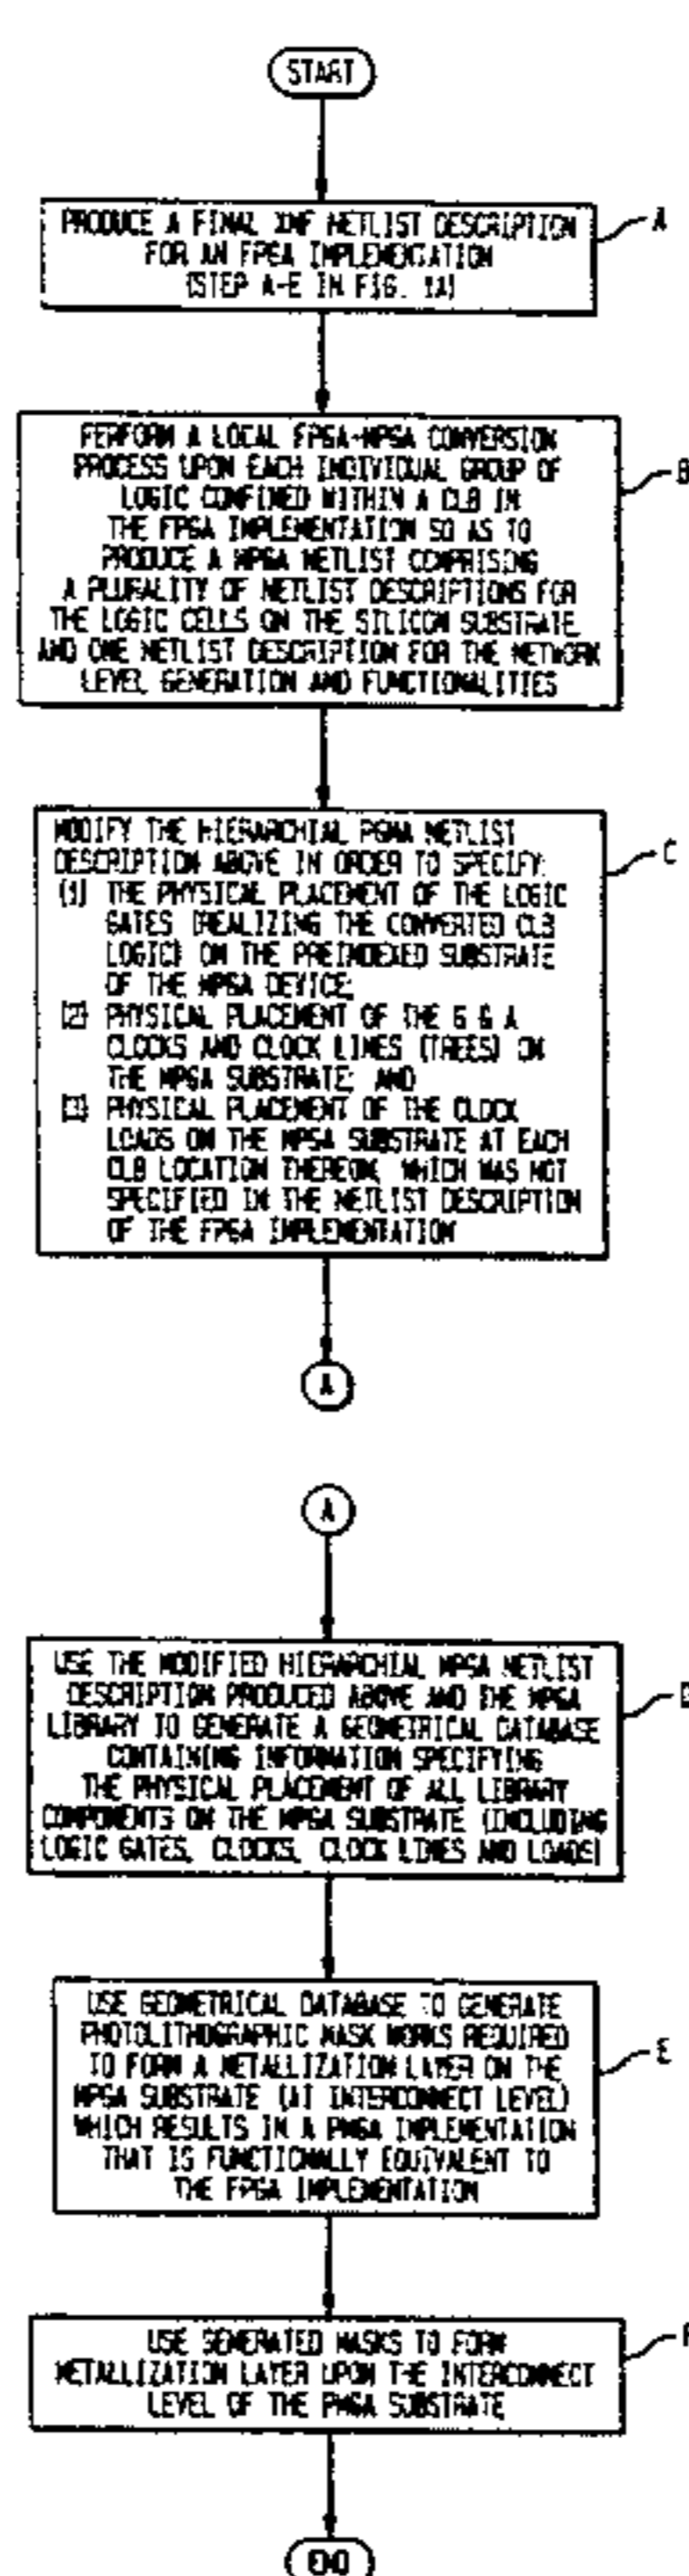 START
PRODUCE A FINAL XNF NETLIST DESCRIPTION
FOR AN FPGA IMPLEMENTATION
(STEP A-E IN FIG. 1A)
A
PERFORM A LOCAL FPGA-MPGA CONVERSION
PROCESS UPON EACH INDIVIDUAL GROUP OF
LOGIC CONFINED WITHIN A CLB IN
THE FPGA IMPLEMENTATION SO AS TO
PRODUCE A MPGA NETLIST COMPRISING
A PLURALITY OF NETLIST DESCRIPTIONS FOR
THE LOGIC CELLS ON THE SILICON SUBSTRATE,
AND ONE NETLIST DESCRIPTION FOR THE NETWORK
LEVEL GENERATION AND FUNCTIONALITIES
B
MODIFY THE HIERARCHIAL PGMA NETLIST
DESCRIPTION ABOVE IN ORDER TO SPECIFY:
(1) THE PHYSICAL PLACEMENT OF THE LOGIC
GATES (REALIZING THE CONVERTED CLB
LOGIC) ON THE PREINDEXED SUBSTRATE
OF THE MPGA DEVICE;
(2) PHYSICAL PLACEMENT OF THE G & A
CLOCKS AND CLOCK LINES (TREES) ON
THE MPGA SUBSTRATE; AND
(3) PHYSICAL PLACEMENT OF THE CLOCK
LOADS ON THE MPGA SUBSTRATE AT EACH
CLB LOCATION THEREON, WHICH WAS NOT
SPECIFIED IN THE NETLIST DESCRIPTION
OF THE FPGA IMPLEMENTATION
C
A
A
USE THE MODIFIED HIERARCHIAL MPGA NETLIST
DESCRIPTION PRODUCED ABOVE AND THE MPGA
LIBRARY TO GENERATE A GEOMETRICAL DATABASE
CONTAINING INFORMATION SPECIFYING
THE PHYSICAL PLACEMENT OF ALL LIBRARY
COMPONENTS ON THE MPGA SUBSTRATE (INCLUDING
LOGIC GATES, CLOCKS, CLOCK LINES AND LOADS)
D
USE GEOMETRICAL DATABASE TO GENERATE
PHOTOLITHOGRAPHIC MASK WORKS REQUIRED
TO FORM A METALLIZATION LAYER ON THE
MPGA SUBSTRATE (AT INTERCONNECT LEVEL)
WHICH RESULTS IN A PMGA IMPLEMENTATION
THAT IS FUNCTIONALLY EQUIVALENT TO
THE FPGA IMPLEMENTATION
E
USE GENERATED MASKS TO FORM
METALLIZATION LAYER UPON THE INTERCONNECT
LEVEL OF THE PMGA SUBSTRATE
F
END